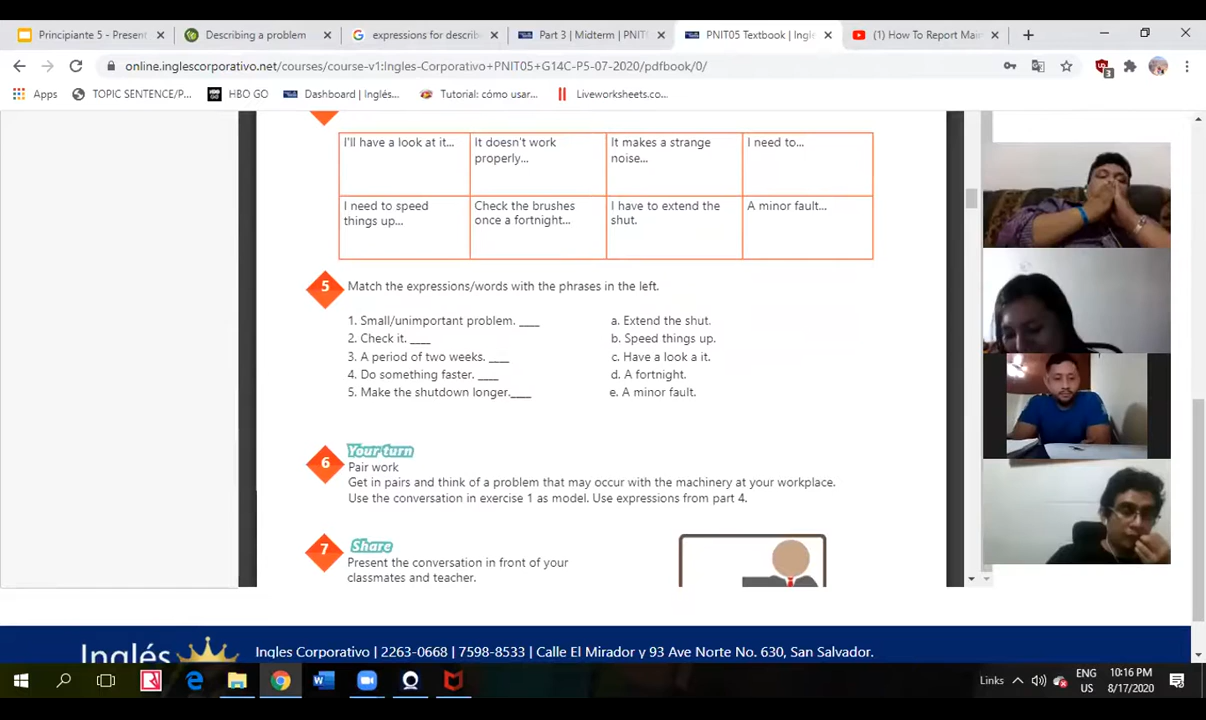 Principiante 5 - Present
Describing a problem
expressions for describ
Part 3 | Midterm | PNIT
PNIT05 Textbook | Ingl
(1) How To Report Main
online.inglescorporativo.net/courses/course-v1:Ingles-Corporativo+PNIT05+G14C-P5-07-2020/pdfbook/0/
3
Apps
TOPIC SENTENCE/P...
HBO GO
Dashboard | Inglés...
Tutorial: cómo usar...
Liveworksheets.co...
I'll have a look at it...
It doesn't work
properly...
It makes a strange
noise...
I need to...
I need to speed
things up...
Check the brushes
once a fortnight...
I have to extend the
shut.
A minor fault...
5 Match the expressions/words with the phrases in the left.
1. Small/unimportant problem. ____
a. Extend the shut.
2. Check it. ____
b. Speed things up.
3. A period of two weeks. ____
c. Have a look a it.
4. Do something faster. ____
d. A fortnight.
5. Make the shutdown longer.____
e. A minor fault.
6 Your turn
Pair work
Get in pairs and think of a problem that may occur with the machinery at your workplace.
Use the conversation in exercise 1 as model. Use expressions from part 4.
7 Share
Present the conversation in front of your
classmates and teacher.
Inglés
Ingles Corporativo | 2263-0668 | 7598-8533 | Calle El Mirador y 93 Ave Norte No. 630, San Salvador.
Links
ENG
US
10:16 PM
8/17/2020